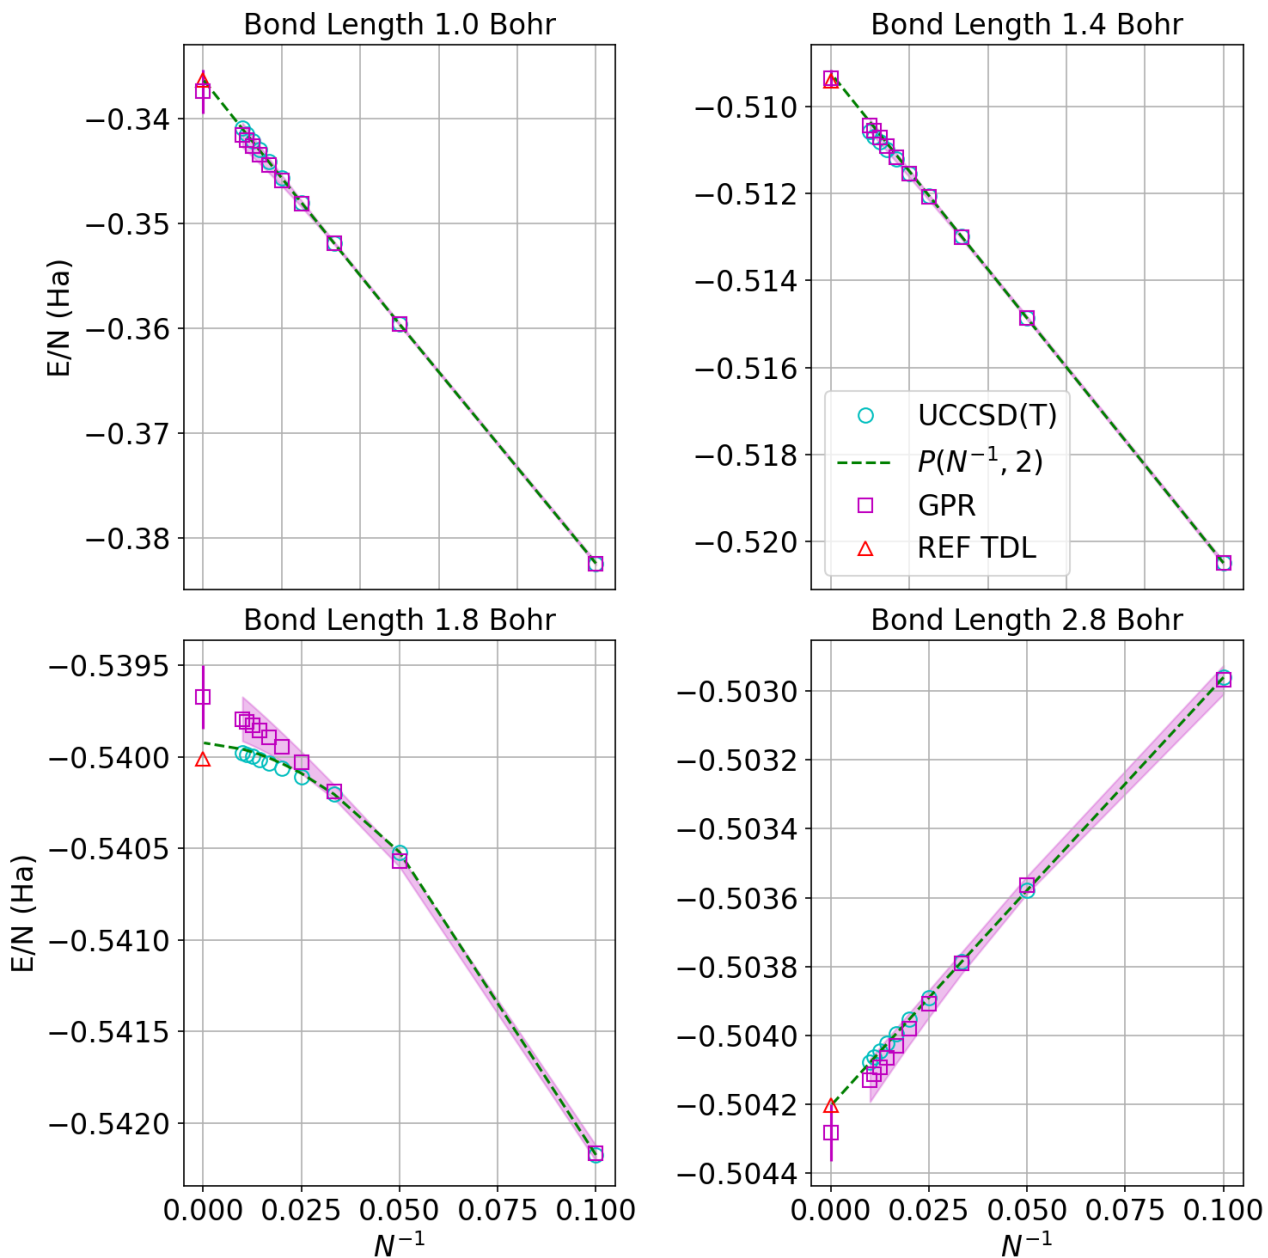 Bond Length 1.0 Bohr
Bond Length 1.4 Bohr
−0.34
−0.35
−0.36
−0.37
−0.38
E/N (Ha)
−0.510
−0.512
−0.514
−0.516
−0.518
−0.520
UCCSD(T)
P(N⁻¹, 2)
GPR
REF TDL
Bond Length 1.8 Bohr
Bond Length 2.8 Bohr
−0.5395
−0.5400
−0.5405
−0.5410
−0.5415
−0.5420
E/N (Ha)
0.000 0.025 0.050 0.075 0.100
N⁻¹
−0.5030
−0.5032
−0.5034
−0.5036
−0.5038
−0.5040
−0.5042
−0.5044
0.000 0.025 0.050 0.075 0.100
N⁻¹